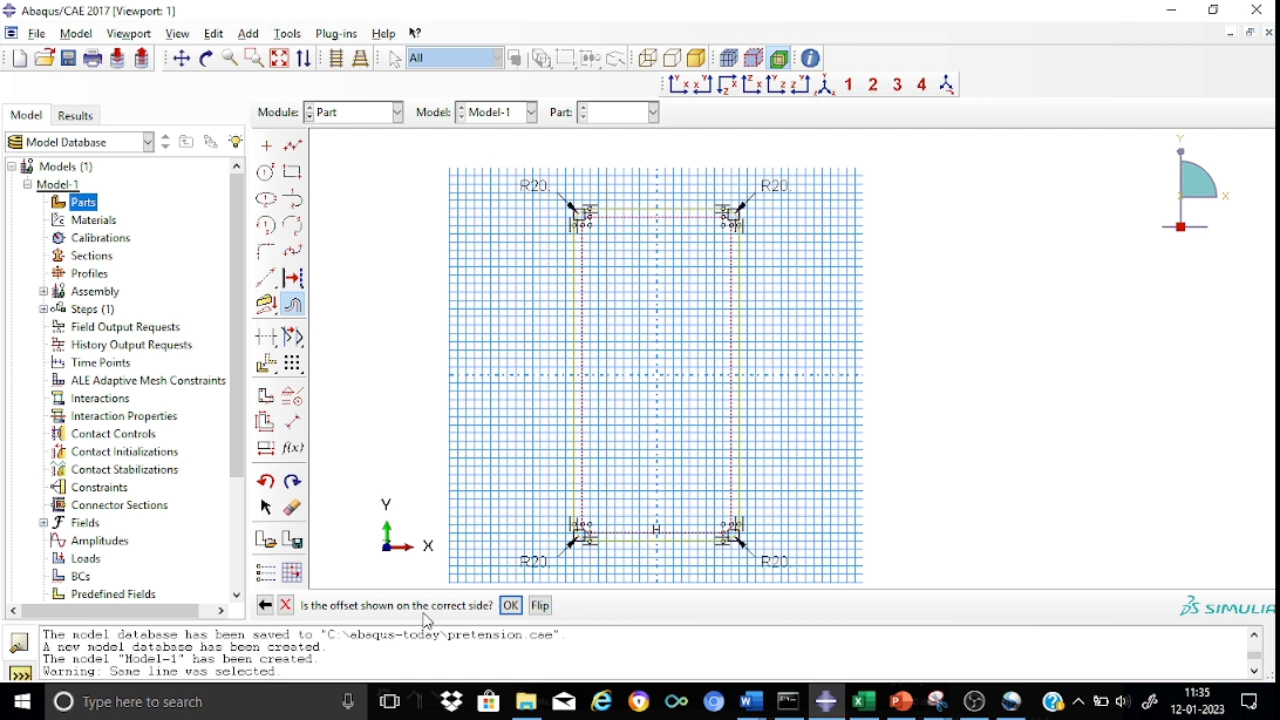 Abaqus/CAE 2017 [Viewport: 1]
File Model Viewport View Edit Add Tools Plug-ins Help
All
1 2 3 4
Model Results
Module: Part Model: Model-1 Part:
Model Database
Models (1)
Model-1
Parts
Materials
Calibrations
Sections
Profiles
Assembly
Steps (1)
Field Output Requests
History Output Requests
Time Points
ALE Adaptive Mesh Constraints
Interactions
Interaction Properties
Contact Controls
Contact Initializations
Contact Stabilizations
Constraints
Connector Sections
Fields
Amplitudes
Loads
BCs
Predefined Fields
f(x)
R20. R20.
H
R20. R20.
Y
X
Y
X
Is the offset shown on the correct side? OK Flip
SIMULIA
The model database has been saved to "C:\abaqus-today\pretension.cae".
A new model database has been created.
The model "Model-1" has been created.
Warning: Same line was selected.
Type here to search
11:35
12-01-2023